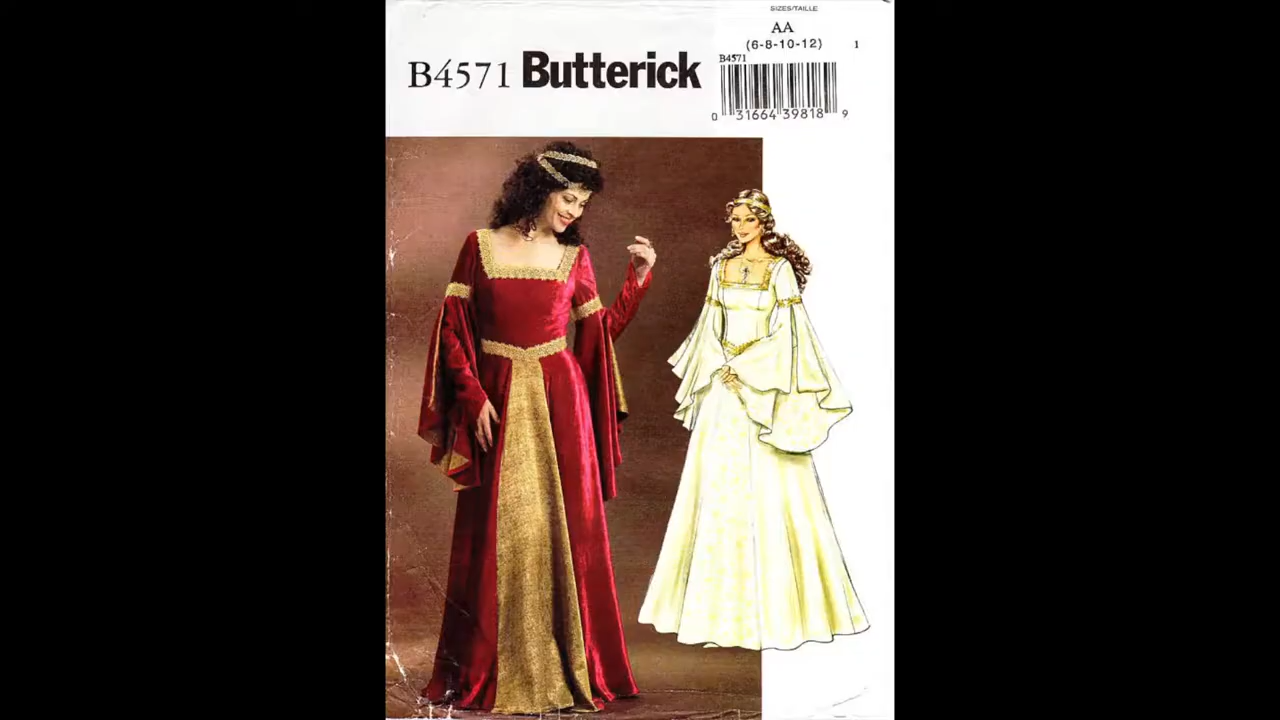 SIZES/TAILLE
AA
(6-8-10-12)
1
B4571 Butterick
B4571
0 31664 39818 9